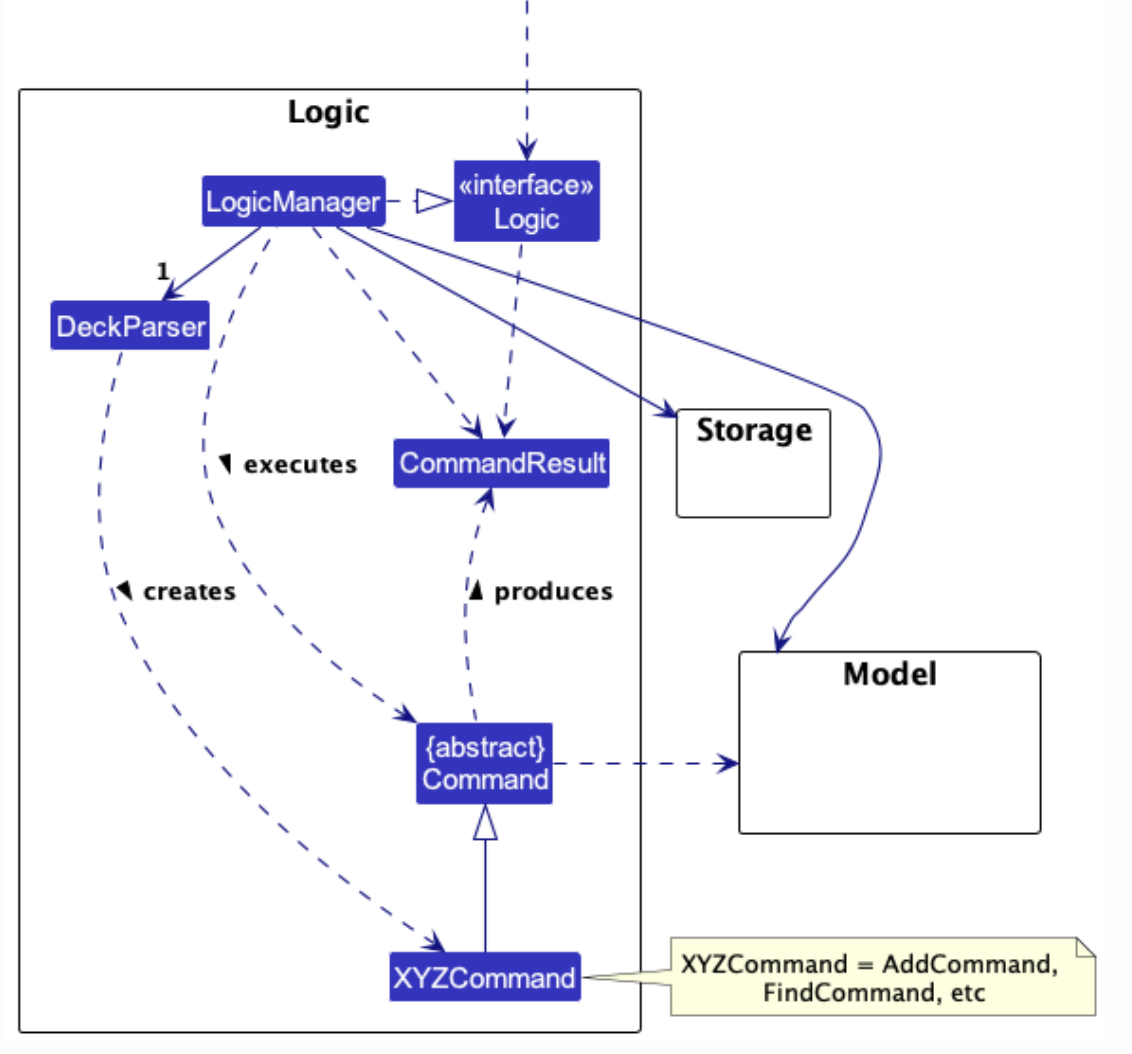 Logic
LogicManager
«interface»
Logic
1
DeckParser
Storage
executes
CommandResult
creates
produces
Model
{abstract}
Command
XYZCommand
XYZCommand = AddCommand,
FindCommand, etc